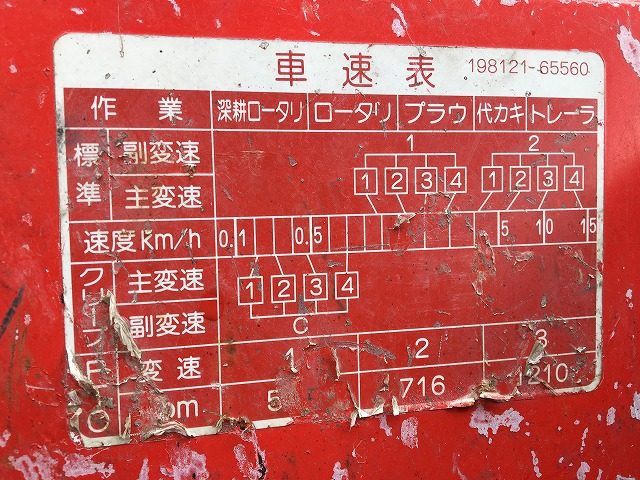 車速表 198121-65560
作業 深耕ロータリ ロータリ プラウ 代カキ トレーラ
標準 副変速 1 2
主変速 1 2 3 4 1 2 3 4
速度Km/h 0.1 0.5 5 10 15
クリープ 主変速 1 2 3 4
副変速 C
変速 1 2 3
5 716 1210